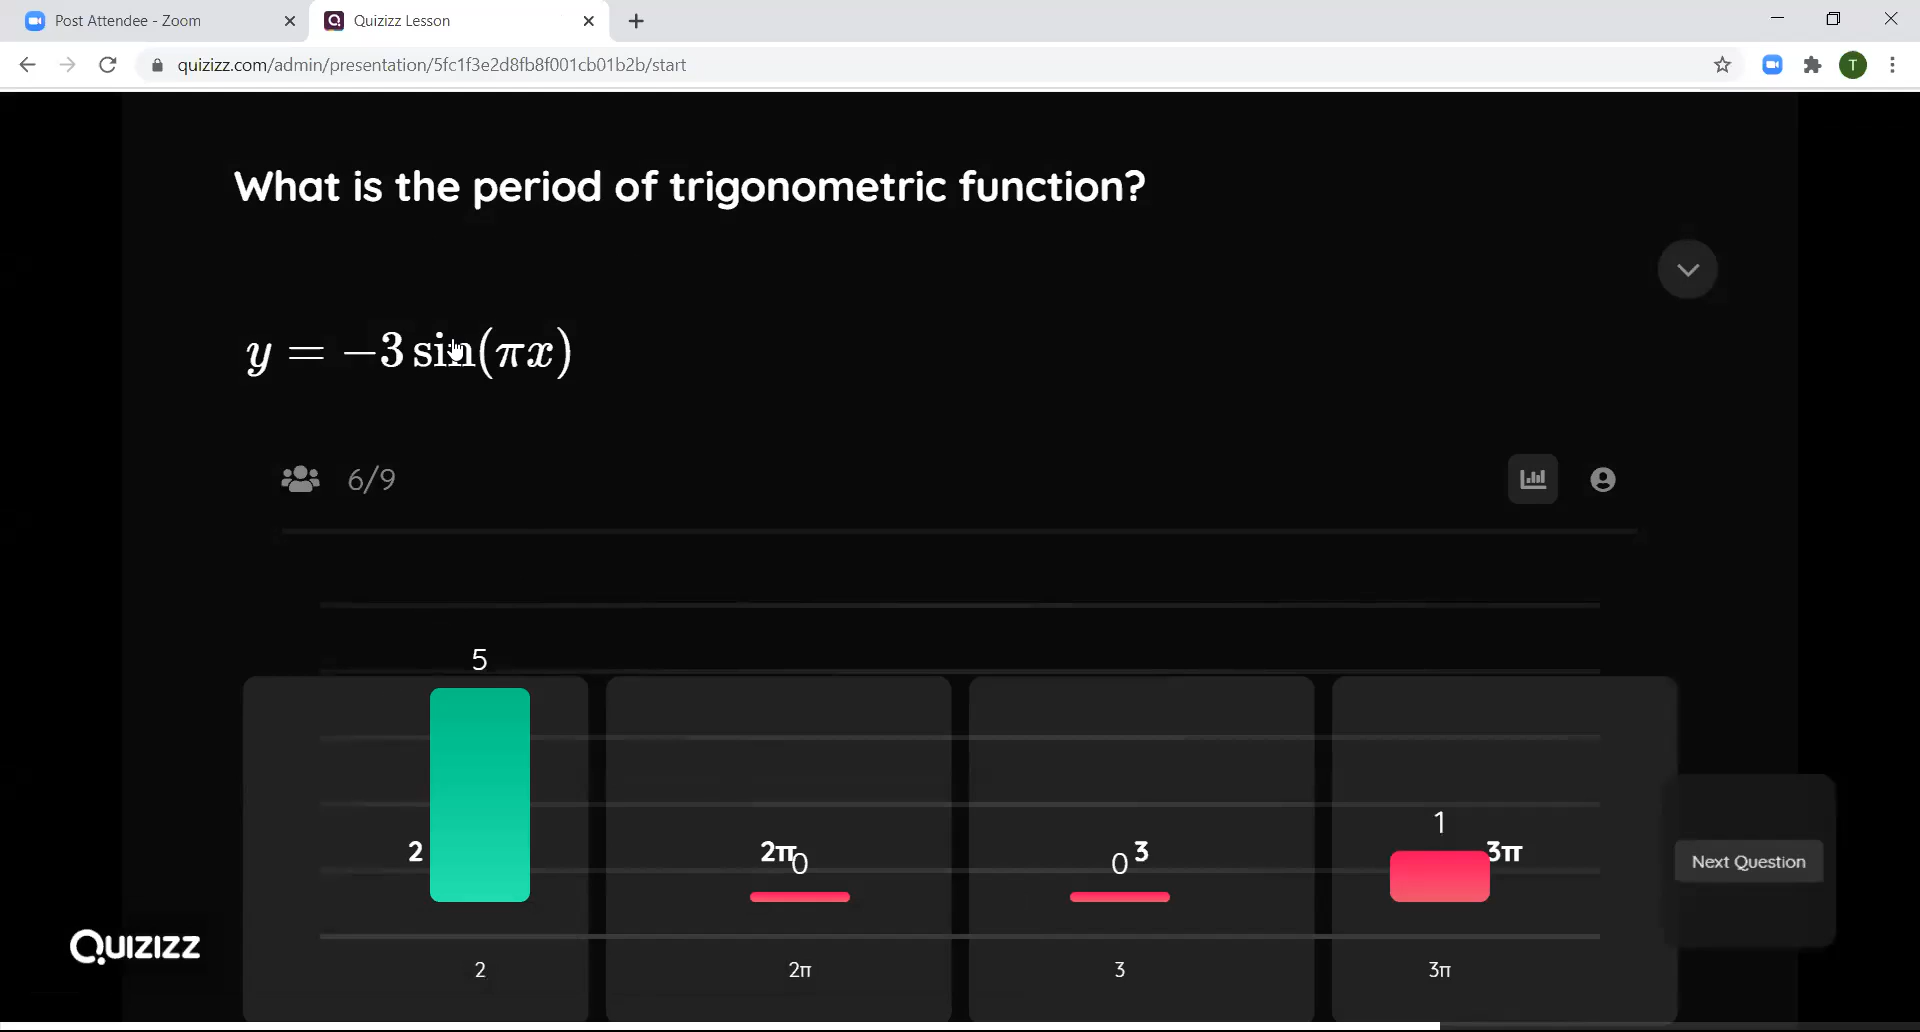 Post Attendee - Zoom
Quizizz Lesson
quizizz.com/admin/presentation/5fc1f3e2d8fb8f001cb01b2b/start
T
What is the period of trigonometric function?
y = −3 sin(πx)
6/9
5
1
2
2π
0
0
3
3π
Next Question
QUIZIZZ
2
2π
3
3π